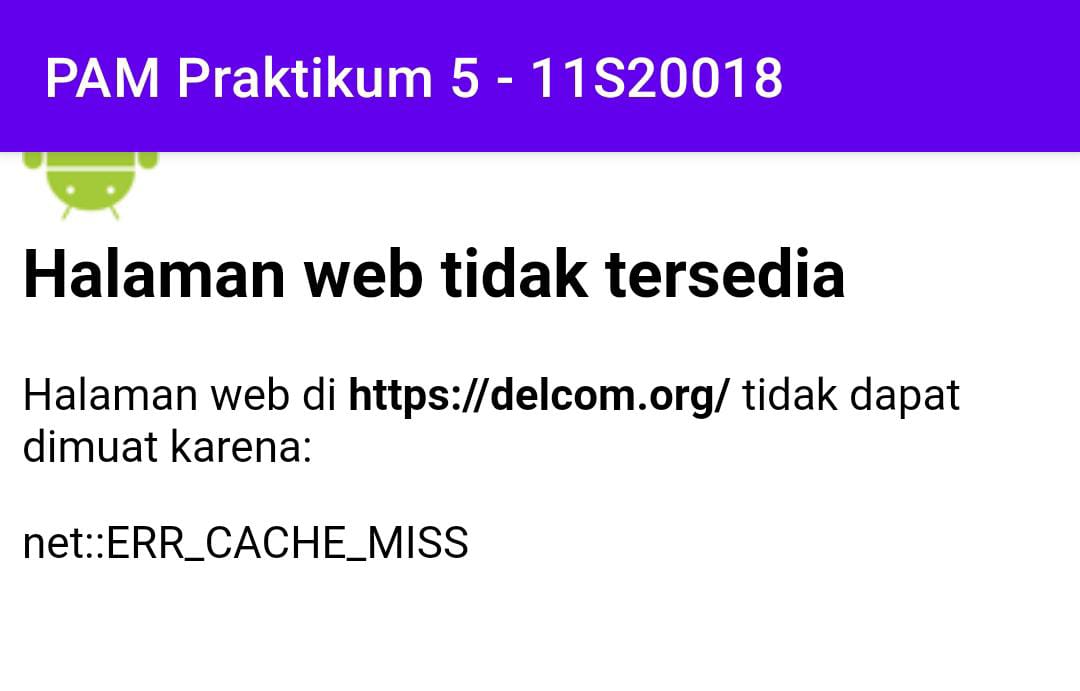 PAM Praktikum 5 - 11S20018
Halaman web tidak tersedia
Halaman web di https://delcom.org/ tidak dapat
dimuat karena:
net::ERR_CACHE_MISS